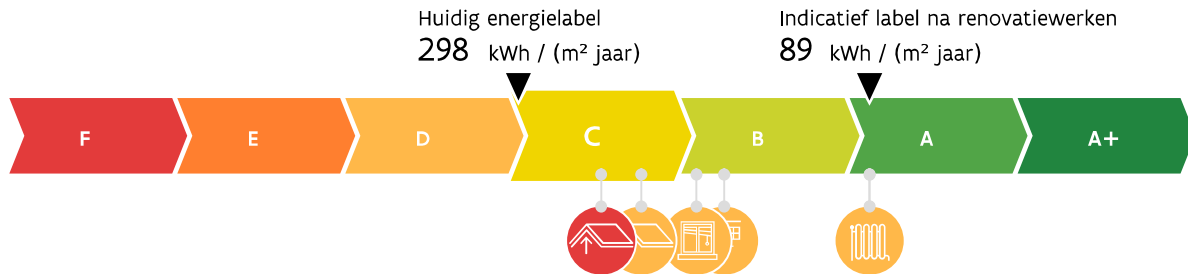 Huidig energielabel
298 kWh / (m² jaar)
Indicatief label na renovatiewerken
89 kWh / (m² jaar)
F E D C B A A+